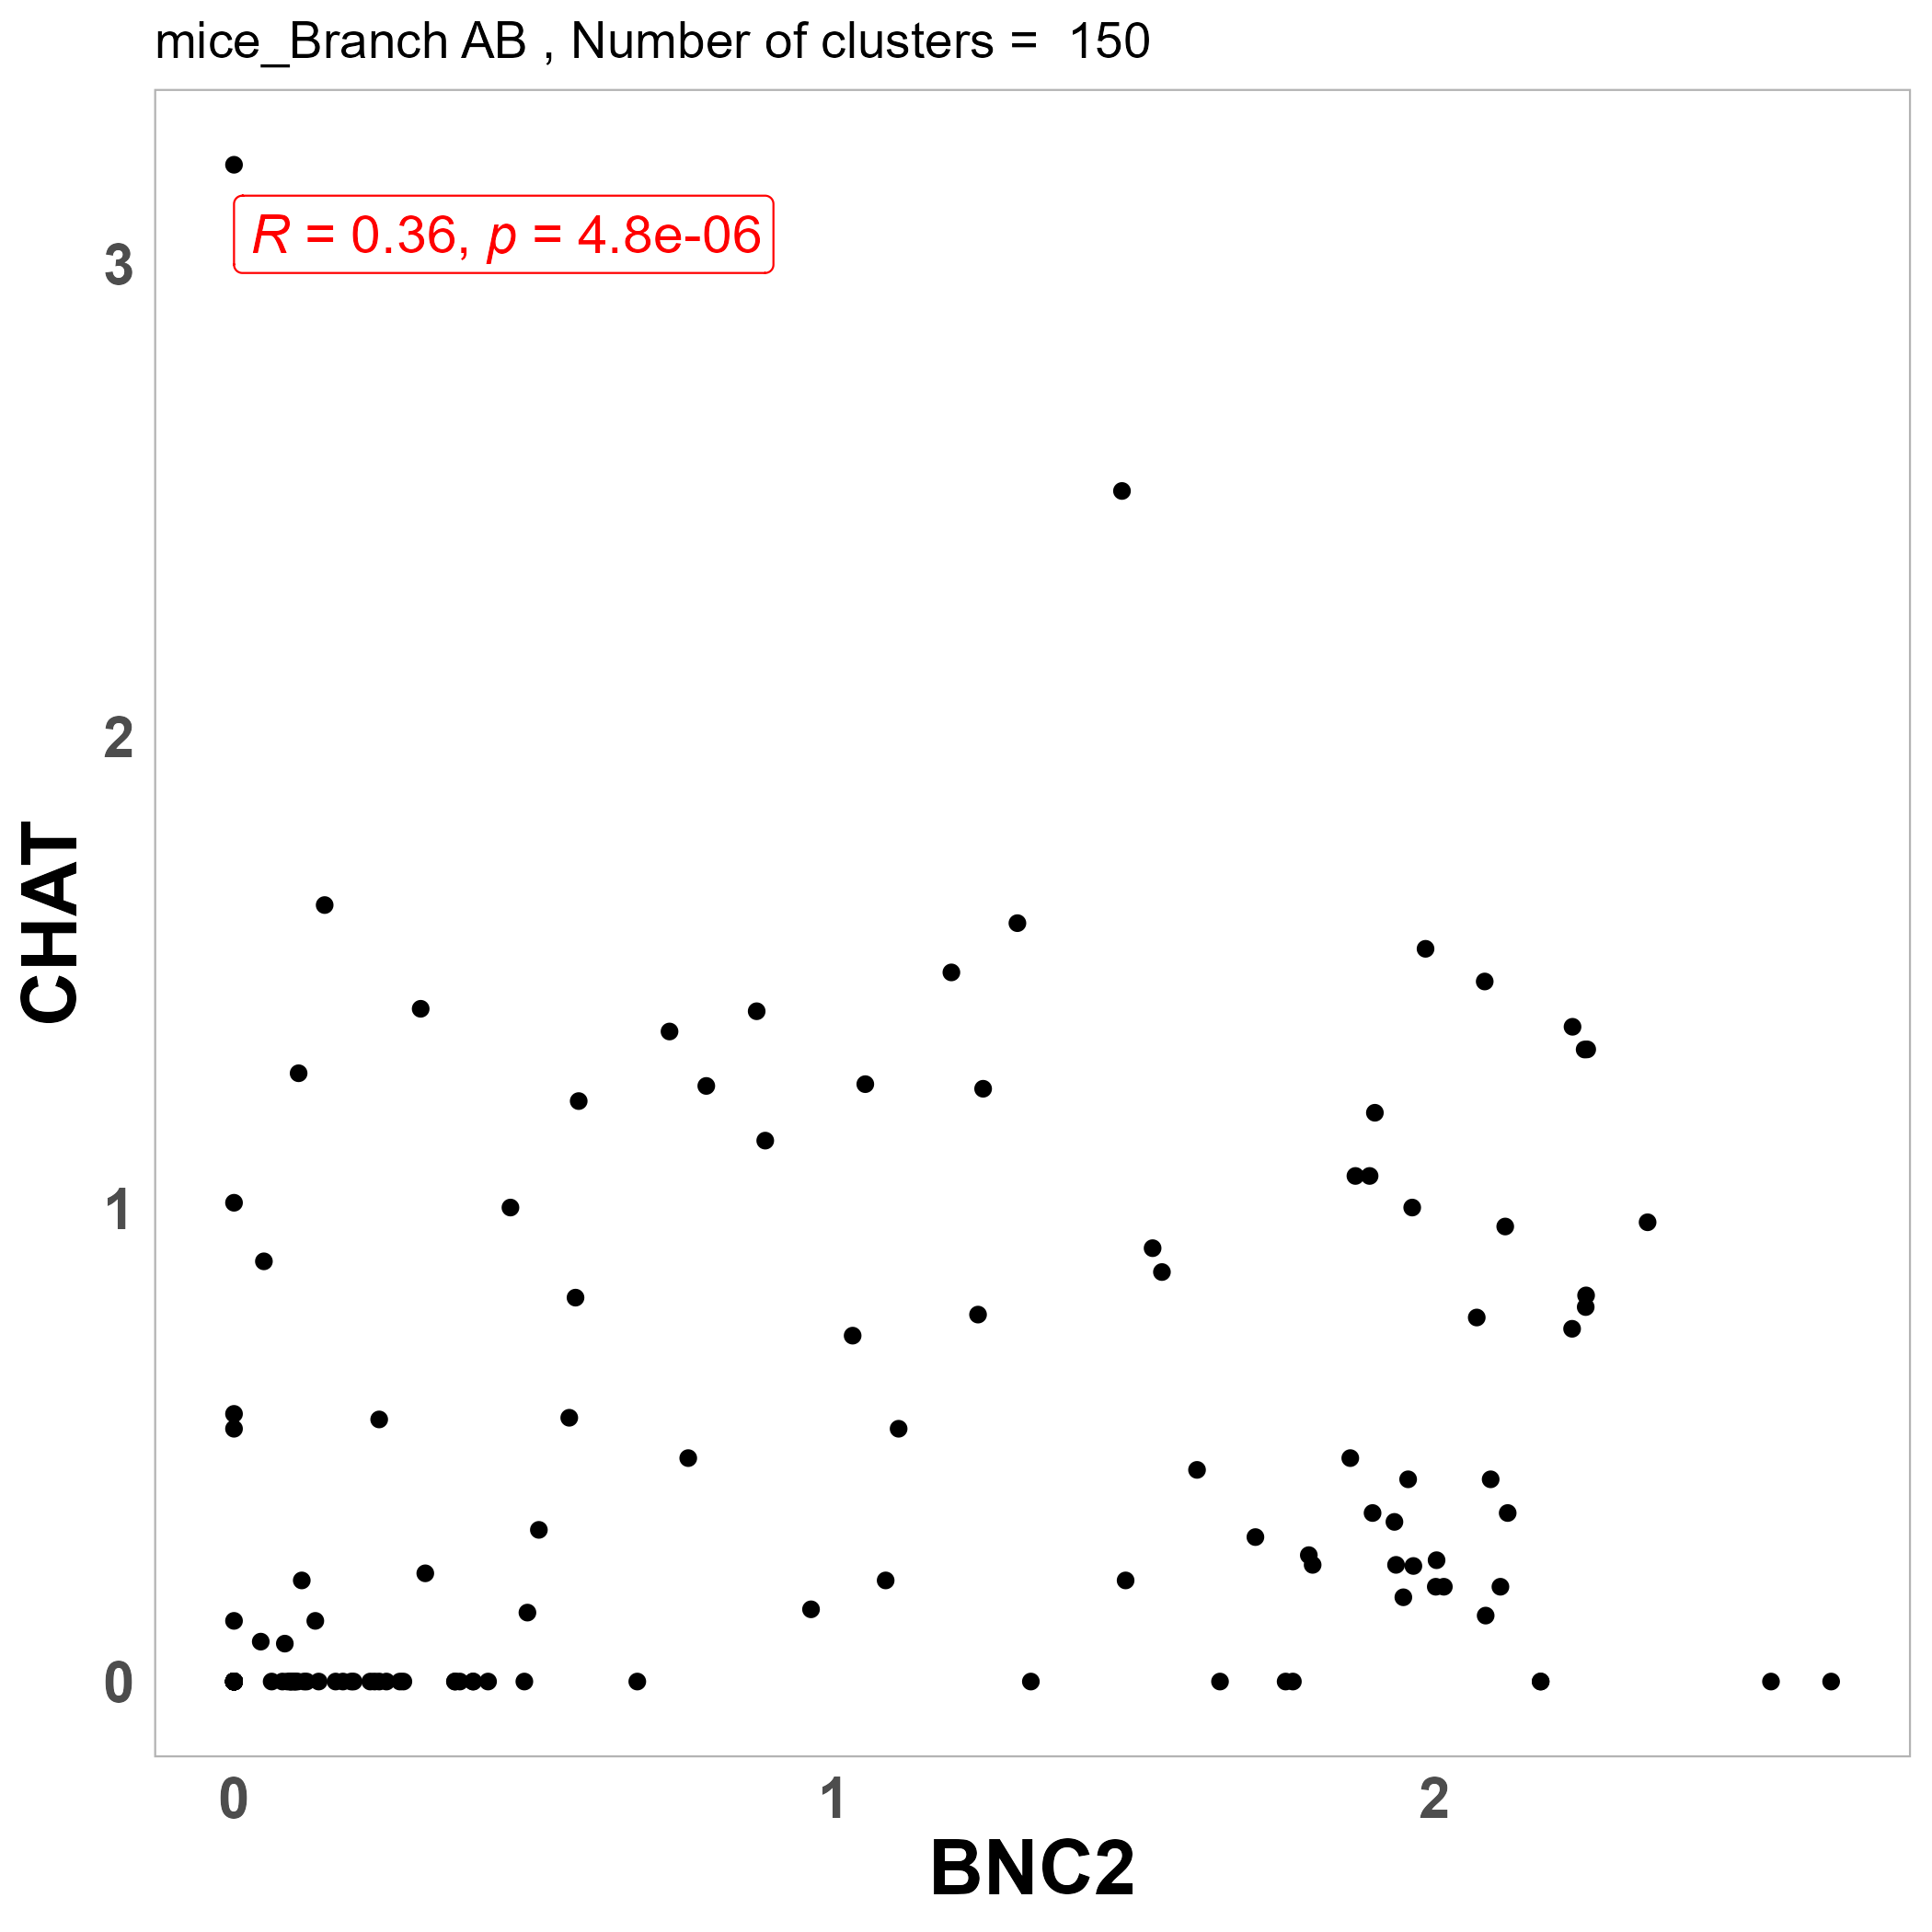 mice_Branch AB , Number of clusters =  150
R = 0.36, p = 4.8e-06
3
2
1
0
CHAT
0 1 2
BNC2